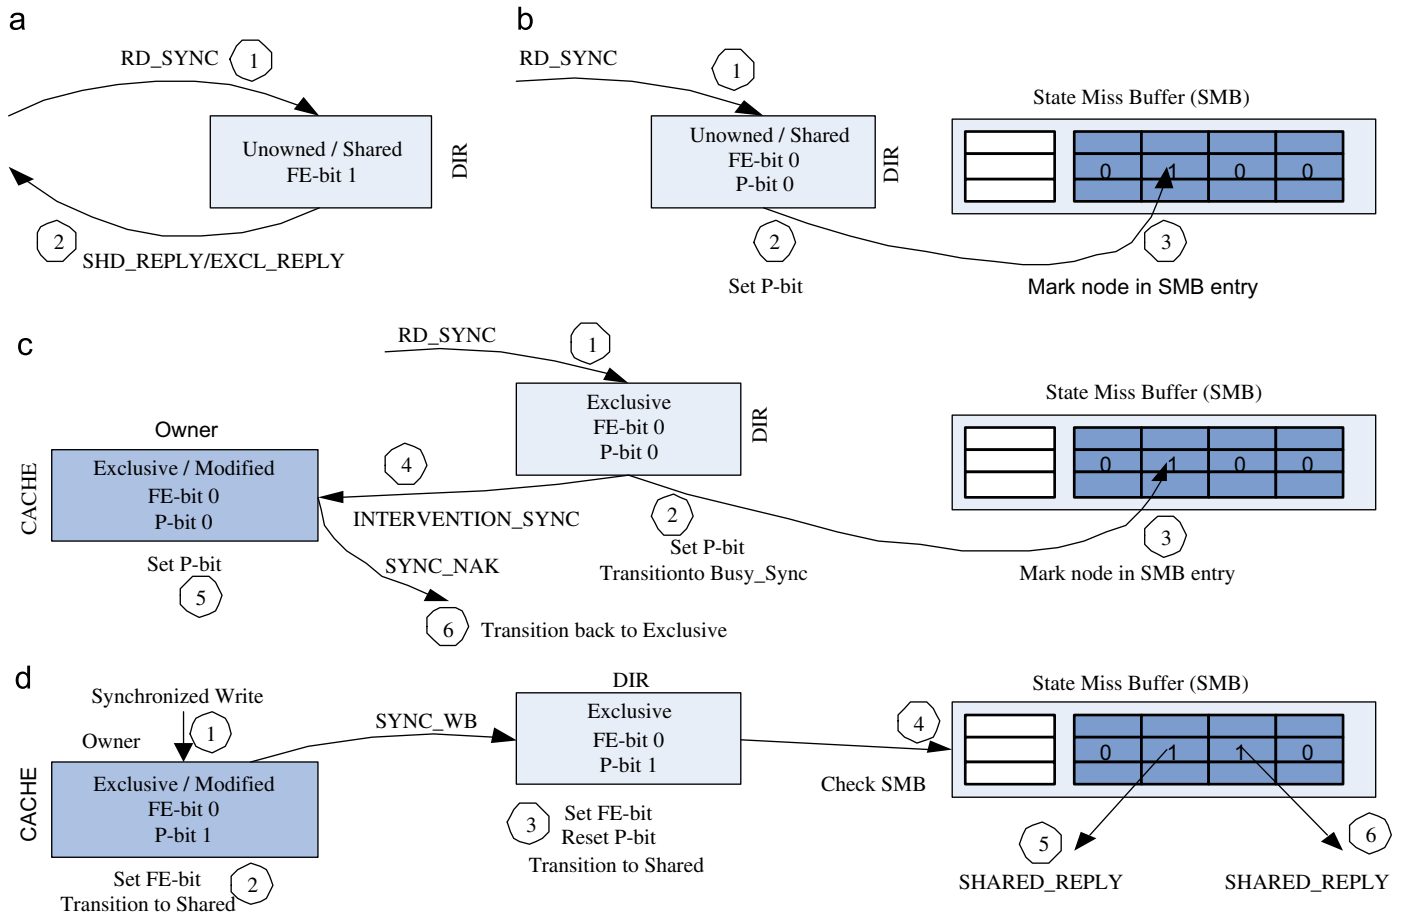 a
RD_SYNC
1
Unowned / Shared
FE-bit 1
DIR
2
SHD_REPLY/EXCL_REPLY
b
RD_SYNC
1
Unowned / Shared
FE-bit 0
P-bit 0
DIR
2
Set P-bit
State Miss Buffer (SMB)
0 1 0 0
3
Mark node in SMB entry
c
RD_SYNC
1
Exclusive
FE-bit 0
P-bit 0
DIR
Owner
CACHE
Exclusive / Modified
FE-bit 0
P-bit 0
4
INTERVENTION_SYNC
2
Set P-bit
Transitionto Busy_Sync
State Miss Buffer (SMB)
0 1 0 0
3
Mark node in SMB entry
Set P-bit
5
SYNC_NAK
6
Transition back to Exclusive
d
Synchronized Write
1
Owner
CACHE
Exclusive / Modified
FE-bit 0
P-bit 1
Set FE-bit
Transition to Shared
2
SYNC_WB
DIR
Exclusive
FE-bit 0
P-bit 1
3
Set FE-bit
Reset P-bit
Transition to Shared
4
Check SMB
State Miss Buffer (SMB)
0 1 1 0
5
SHARED_REPLY
6
SHARED_REPLY